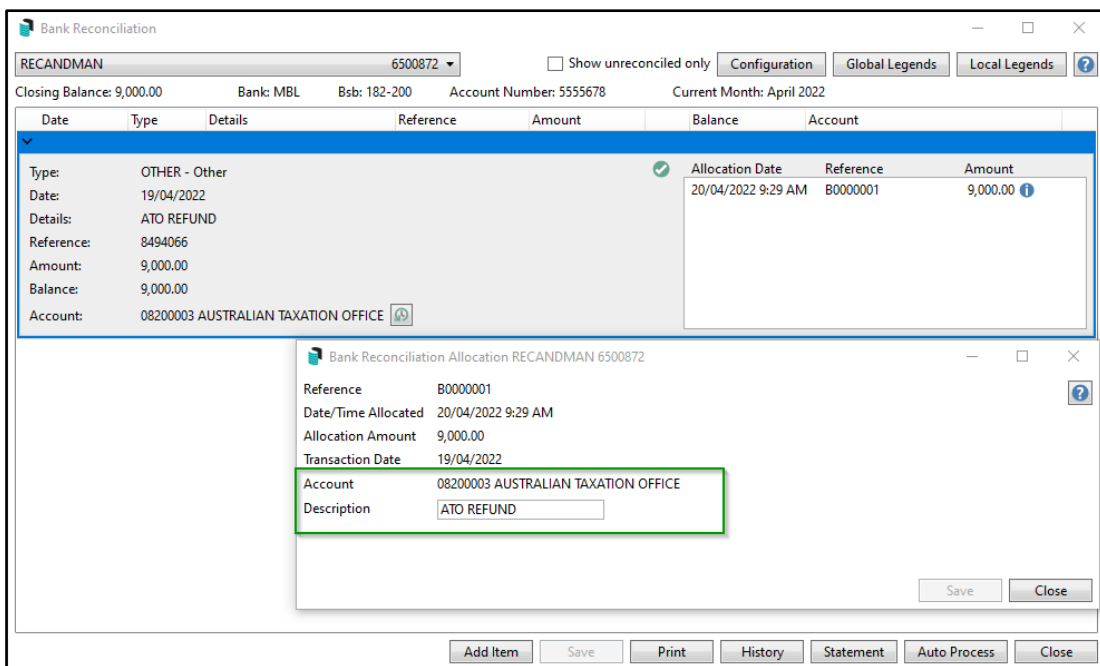 Bank Reconciliation
RECANDMAN 6500872 Show unreconciled only Configuration Global Legends Local Legends ?
Closing Balance: 9,000.00 Bank: MBL Bsb: 182-200 Account Number: 5555678 Current Month: April 2022
Date Type Details Reference Amount Balance Account
Type: OTHER - Other
Date: 19/04/2022
Details: ATO REFUND
Reference: 8494066
Amount: 9,000.00
Balance: 9,000.00
Account: 08200003 AUSTRALIAN TAXATION OFFICE
Allocation Date Reference Amount
20/04/2022 9:29 AM B0000001 9,000.00
Bank Reconciliation Allocation RECANDMAN 6500872
Reference B0000001 ?
Date/Time Allocated 20/04/2022 9:29 AM
Allocation Amount 9,000.00
Transaction Date 19/04/2022
Account 08200003 AUSTRALIAN TAXATION OFFICE
Description ATO REFUND
Save Close
Add Item Save Print History Statement Auto Process Close